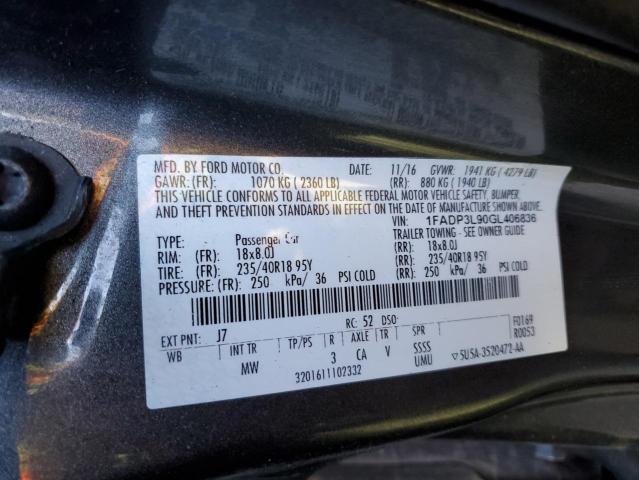 MFD. BY FORD MOTOR CO.
DATE: 11/16 GVWR: 1941 KG ( 4279 LB)
GAWR: (FR): 1070 KG ( 2360 LB) (RR): 880 KG ( 1940 LB)
THIS VEHICLE CONFORMS TO ALL APPLICABLE FEDERAL MOTOR VEHICLE SAFETY, BUMPER,
AND THEFT PREVENTION STANDARDS IN EFFECT ON THE DATE OF MANUFACTURE SHOWN ABOVE.
VIN: 1FADP3L90GL406836
TYPE: Passenger Car TRAILER TOWING - SEE OWNER GUIDE
RIM: (FR): 18x8.0J (RR): 18x8.0J
TIRE: (FR): 235/40R18 95Y (RR): 235/40R18 95Y
PRESSURE: (FR): 250 kPa/ 36 PSI COLD (RR): 250 kPa/ 36 PSI COLD
F0169
R0053
EXT PNT: J7 RC: 52 DSO:
WB INT TR TP/PS R AXLE TR SPR
MW 3 CA V SSSS
UMU
▽ 5U5A-3520472-AA
3201611102332